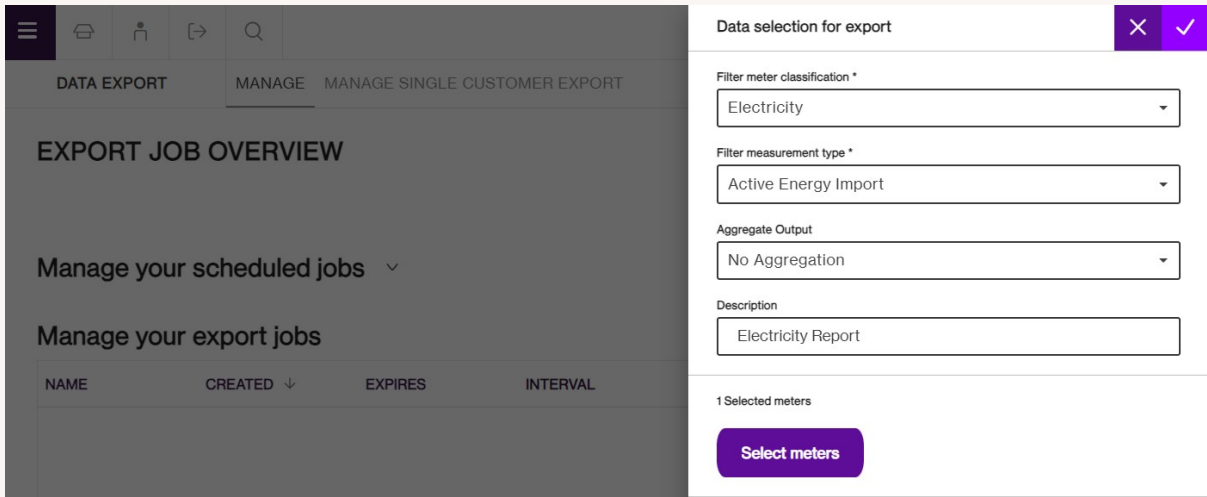 DATA EXPORT
MANAGE
MANAGE SINGLE CUSTOMER EXPORT
EXPORT JOB OVERVIEW
Manage your scheduled jobs
Manage your export jobs
NAME
CREATED
EXPIRES
INTERVAL
Data selection for export
Filter meter classification *
Electricity
Filter measurement type *
Active Energy Import
Aggregate Output
No Aggregation
Description
Electricity Report
1 Selected meters
Select meters